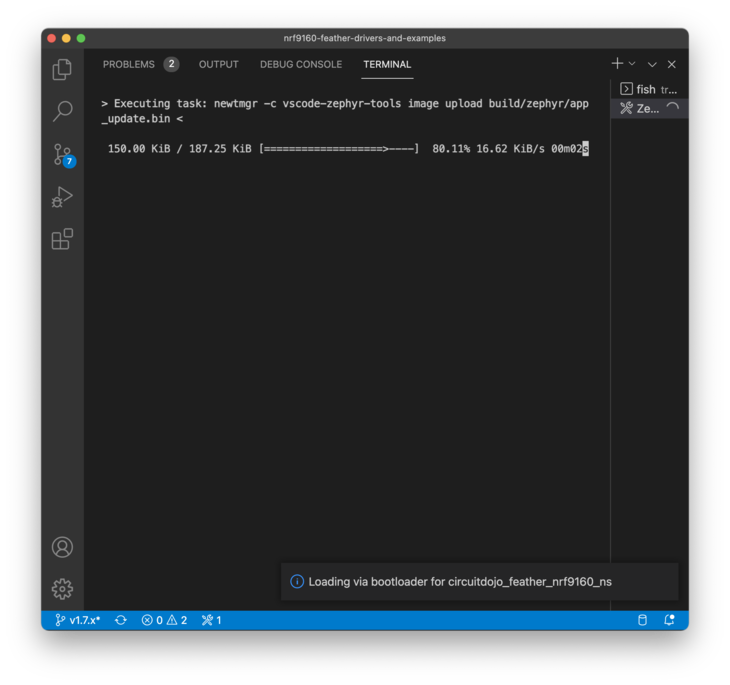 nrf9160-feather-drivers-and-examples
PROBLEMS 2 OUTPUT DEBUG CONSOLE TERMINAL
fish tr...
Ze...
> Executing task: newtmgr -c vscode-zephyr-tools image upload build/zephyr/app
_update.bin <
150.00 KiB / 187.25 KiB [===================>----] 80.11% 16.62 KiB/s 00m02s
7
Loading via bootloader for circuitdojo_feather_nrf9160_ns
v1.7.x* 0 2 1